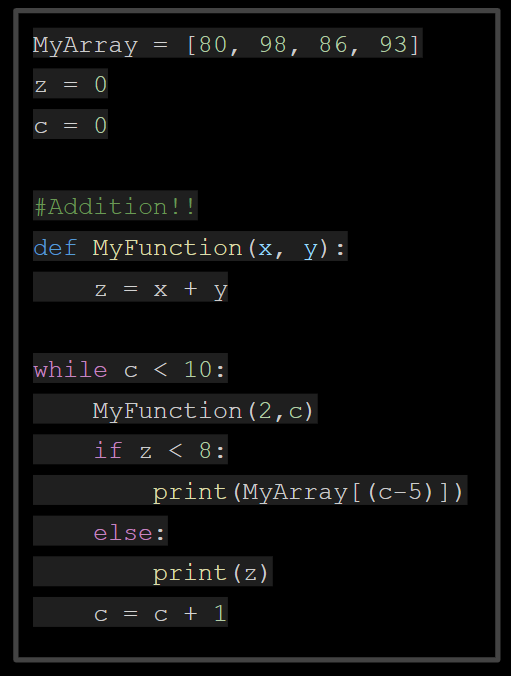 MyArray = [80, 98, 86, 93]
z = 0
c = 0

#Addition!!
def MyFunction(x, y):
    z = x + y

while c < 10:
    MyFunction(2,c)
    if z < 8:
        print(MyArray[(c-5)])
    else:
        print(z)
    c = c + 1